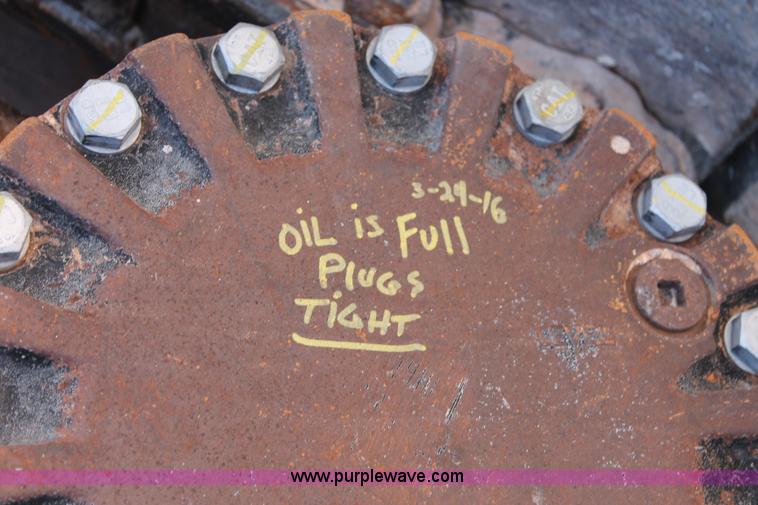 3-29-16
OiL is Full
PlUGS
TiGHT
www.purplewave.com